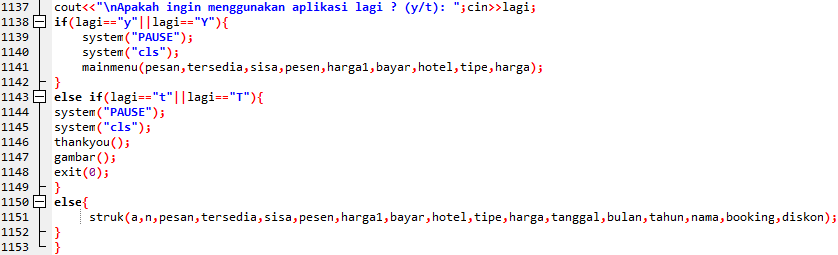 1137 cout<<"\nApakah ingin menggunakan aplikasi lagi ? (y/t): ";cin>>lagi;
1138 if(lagi=="y"||lagi=="Y"){
1139 system("PAUSE");
1140 system("cls");
1141 mainmenu(pesan,tersedia,sisa,pesen,harga1,bayar,hotel,tipe,harga);
1142 }
1143 else if(lagi=="t"||lagi=="T"){
1144 system("PAUSE");
1145 system("cls");
1146 thankyou();
1147 gambar();
1148 exit(0);
1149 }
1150 else{
1151 struk(a,n,pesan,tersedia,sisa,pesen,harga1,bayar,hotel,tipe,harga,tanggal,bulan,tahun,nama,booking,diskon);
1152 }
1153 }